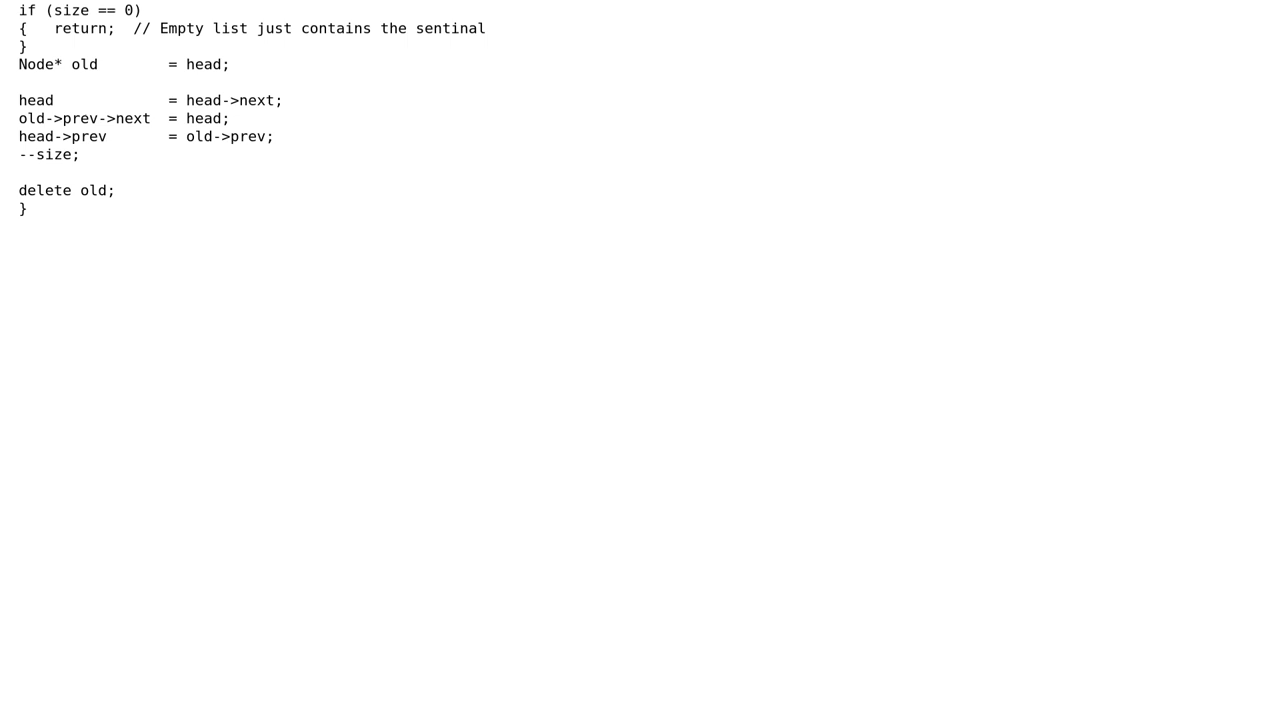 if (size == 0)
{   return;  // Empty list just contains the sentinal
}
Node* old        = head;

head             = head->next;
old->prev->next  = head;
head->prev       = old->prev;
--size;

delete old;
}